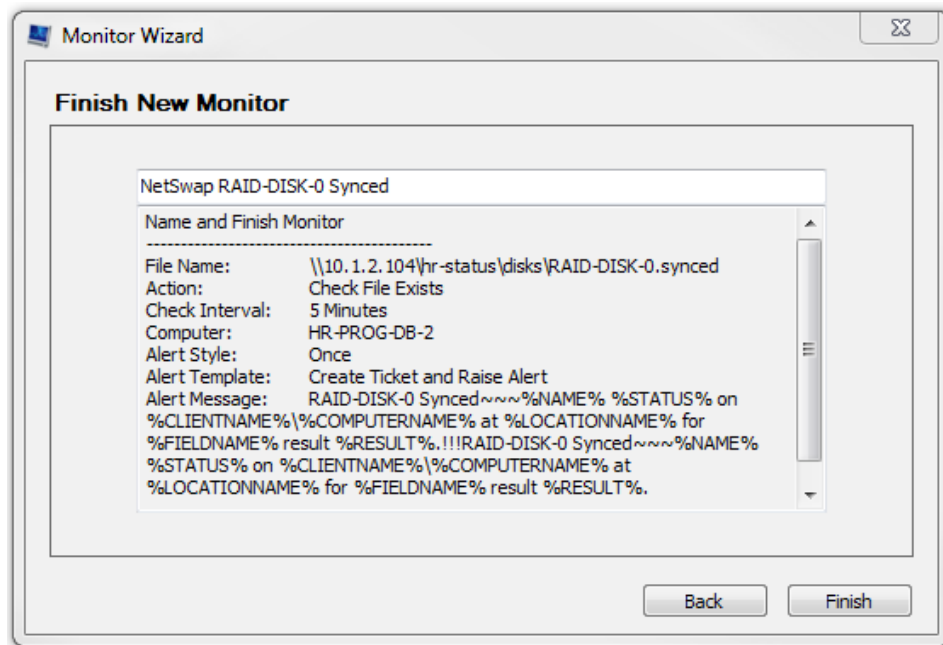 Monitor Wizard
Finish New Monitor
NetSwap RAID-DISK-0 Synced
Name and Finish Monitor
------------------------------------------
File Name: \\10.1.2.104\hr-status\disks\RAID-DISK-0.synced
Action: Check File Exists
Check Interval: 5 Minutes
Computer: HR-PROG-DB-2
Alert Style: Once
Alert Template: Create Ticket and Raise Alert
Alert Message: RAID-DISK-0 Synced~~~%NAME% %STATUS% on
%CLIENTNAME%\%COMPUTERNAME% at %LOCATIONNAME% for
%FIELDNAME% result %RESULT%.!!!RAID-DISK-0 Synced~~~%NAME%
%STATUS% on %CLIENTNAME%\%COMPUTERNAME% at
%LOCATIONNAME% for %FIELDNAME% result %RESULT%.
Back Finish